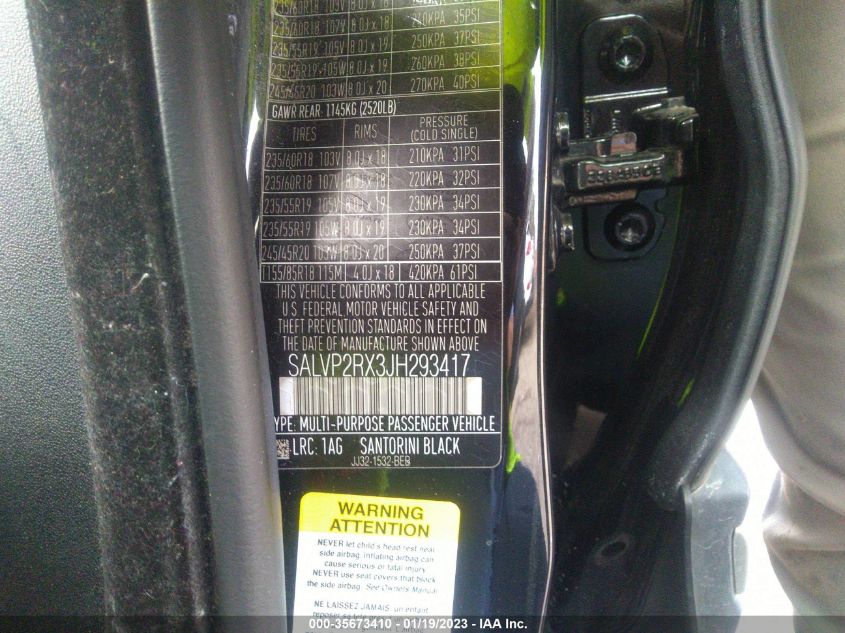 235/60R18 103V 8.0J x 18
235/60R18 107V 8.0J x 18 240KPA 35PSI
235/55R19 105V 8.0J x 19 250KPA 37PSI
235/55R19 105W 8.0J x 19 260KPA 38PSI
245/45R20 103W 8.0J x 20 270KPA 40PSI
GAWR REAR: 1145KG (2520LB)
TIRES RIMS PRESSURE (COLD SINGLE)
235/60R18 103V 8.0J x 18 210KPA 31PSI
235/60R18 107V 8.0J x 18 220KPA 32PSI
235/55R19 105V 8.0J x 19 230KPA 34PSI
235/55R19 105W 8.0J x 19 230KPA 34PSI
245/45R20 103W 8.0J x 20 250KPA 37PSI
T155/85R18 115M 4.0J x 18 420KPA 61PSI
THIS VEHICLE CONFORMS TO ALL APPLICABLE
U.S. FEDERAL MOTOR VEHICLE SAFETY AND
THEFT PREVENTION STANDARDS IN EFFECT ON
THE DATE OF MANUFACTURE SHOWN ABOVE
SALVP2RX3JH293417
YPE: MULTI-PURPOSE PASSENGER VEHICLE
LRC: 1AG SANTORINI BLACK
JJ32-1532-BEB
WARNING
ATTENTION
NEVER let child's head rest near
side airbag, inflating airbag can
cause serious or fatal injury.
NEVER use seat covers that block
the side airbag. See Owners Manual
NE LAISSEZ JAMAIS un enfant
000-35673410 - 01/19/2023 - IAA Inc.